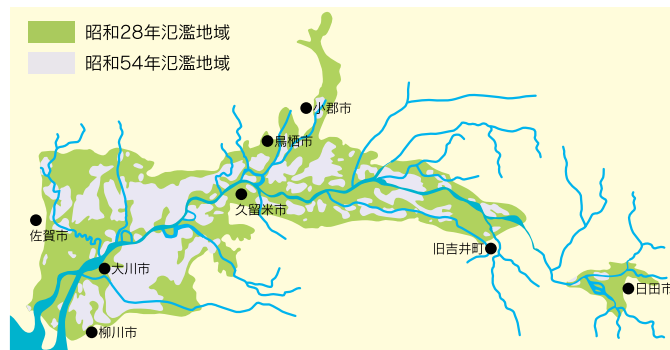 昭和28年氾濫地域
昭和54年氾濫地域
小郡市
鳥栖市
久留米市
佐賀市
旧吉井町
大川市
日田市
柳川市